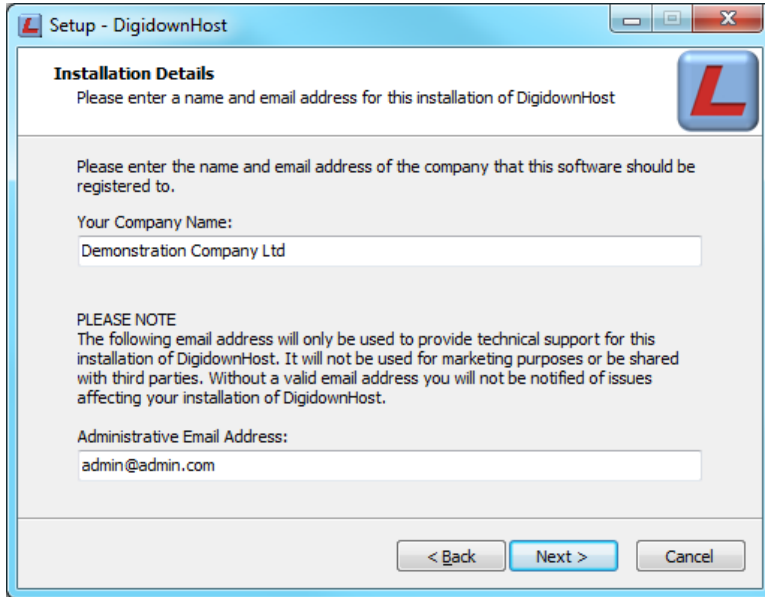 Setup - DigidownHost
Installation Details
Please enter a name and email address for this installation of DigidownHost
L
Please enter the name and email address of the company that this software should be
registered to.
Your Company Name:
Demonstration Company Ltd
PLEASE NOTE
The following email address will only be used to provide technical support for this
installation of DigidownHost. It will not be used for marketing purposes or be shared
with third parties. Without a valid email address you will not be notified of issues
affecting your installation of DigidownHost.
Administrative Email Address:
admin@admin.com
< Back
Next >
Cancel